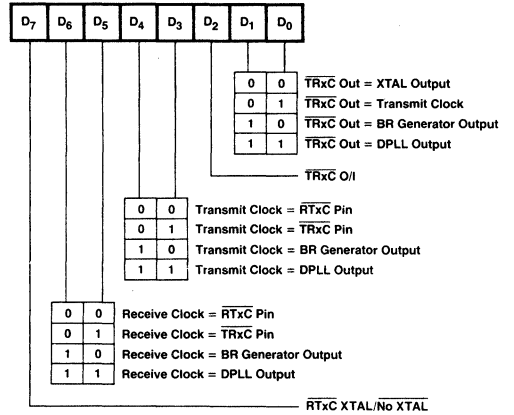 D7 D6 D5 D4 D3 D2 D1 D0
0 0 TRxC Out = XTAL Output
0 1 TRxC Out = Transmit Clock
1 0 TRxC Out = BR Generator Output
1 1 TRxC Out = DPLL Output
TRxC O/I
0 0 Transmit Clock = RTxC Pin
0 1 Transmit Clock = TRxC Pin
1 0 Transmit Clock = BR Generator Output
1 1 Transmit Clock = DPLL Output
0 0 Receive Clock = RTxC Pin
0 1 Receive Clock = TRxC Pin
1 0 Receive Clock = BR Generator Output
1 1 Receive Clock = DPLL Output
RTxC XTAL/No XTAL